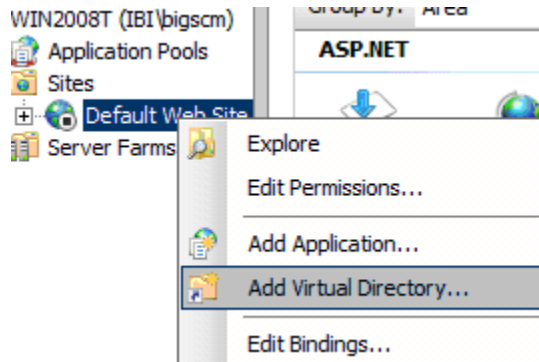 WIN2008T (IBI\bigscm)
Group By: Area
Application Pools
ASP.NET
Sites
Default Web Site
Server Farms
Explore
Edit Permissions...
Add Application...
Add Virtual Directory...
Edit Bindings...